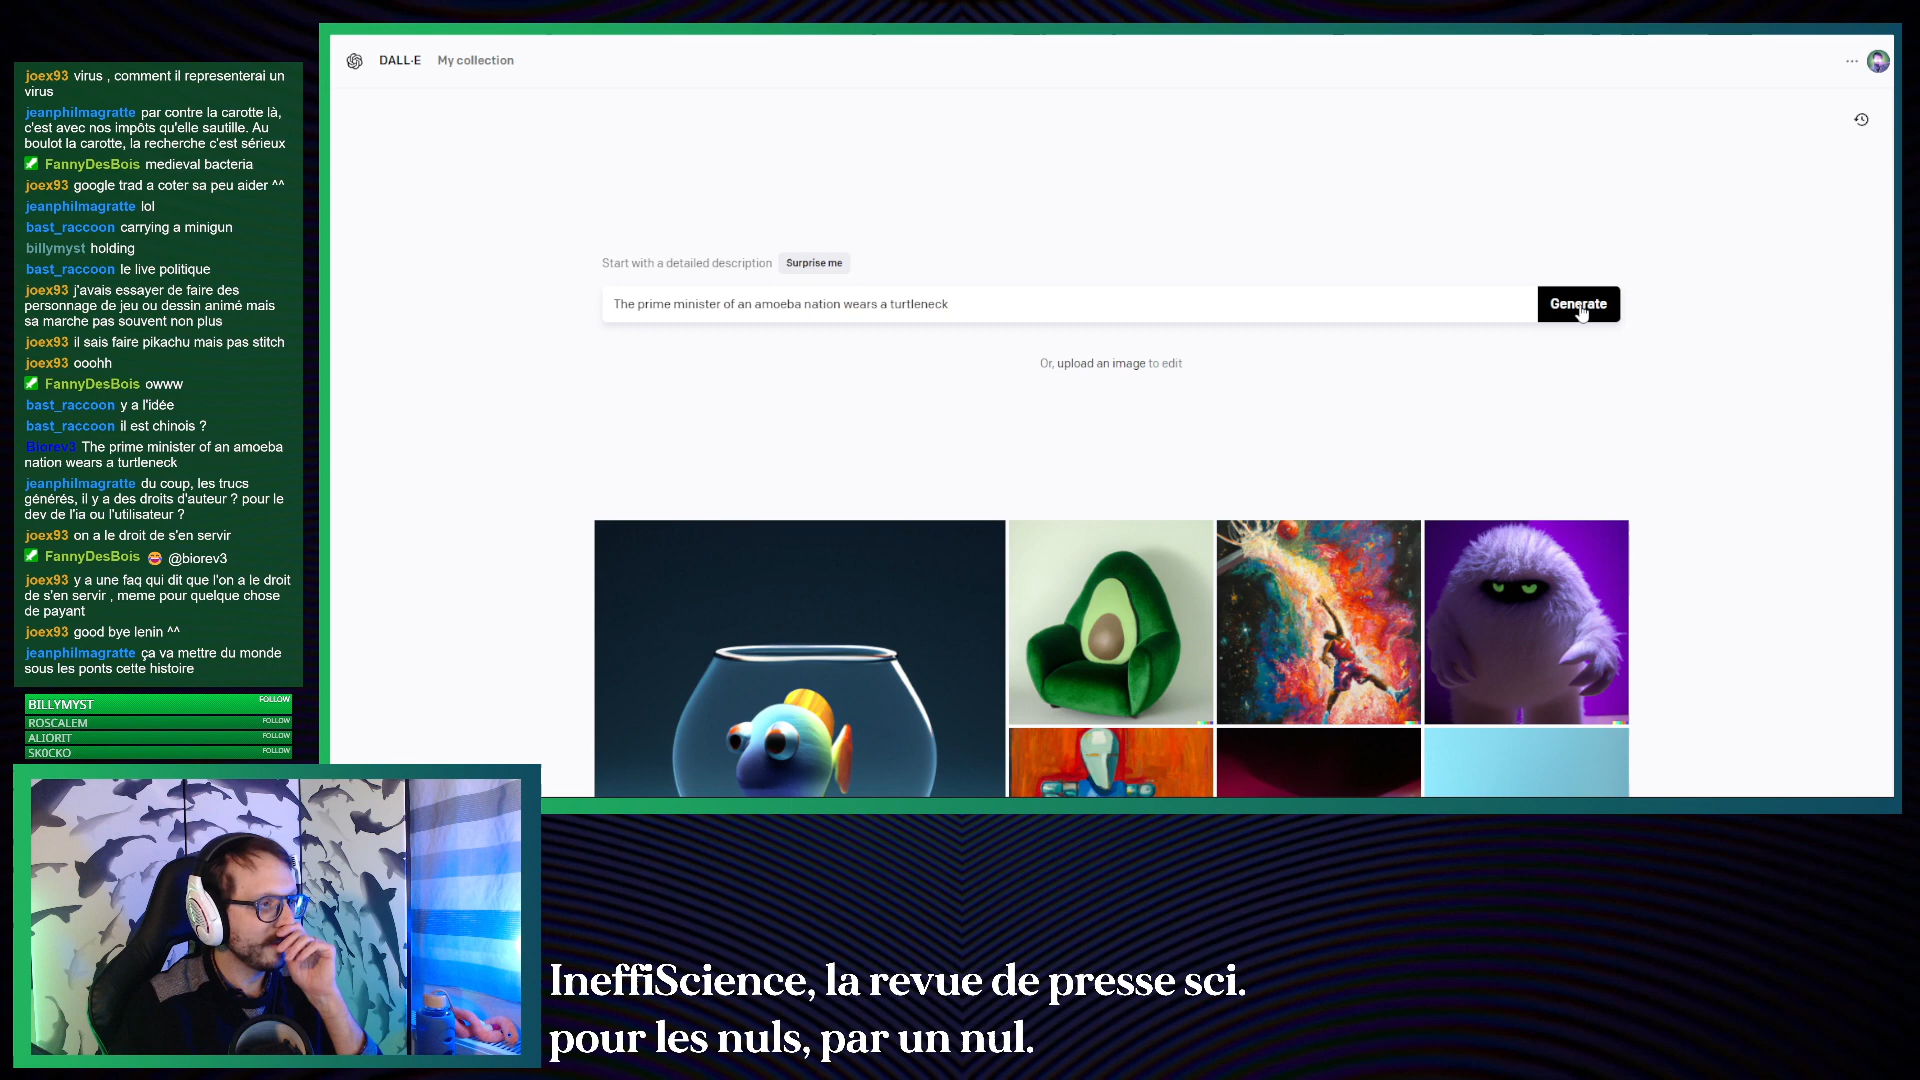 joex93 virus , comment il representerai un
virus
jeanphilmagratte par contre la carotte là,
c'est avec nos impôts qu'elle sautille. Au
boulot la carotte, la recherche c'est sérieux
FannyDesBois medieval bacteria
joex93 google trad a coter sa peu aider ^^
jeanphilmagratte lol
bast_raccoon carrying a minigun
billymyst holding
bast_raccoon le live politique
joex93 j'avais essayer de faire des
personnage de jeu ou dessin animé mais
sa marche pas souvent non plus
joex93 il sais faire pikachu mais pas stitch
joex93 ooohh
FannyDesBois owww
bast_raccoon y a l'idée
bast_raccoon il est chinois ?
Biorev3 The prime minister of an amoeba
nation wears a turtleneck
jeanphilmagratte du coup, les trucs
générés, il y a des droits d'auteur ? pour le
dev de l'ia ou l'utilisateur ?
joex93 on a le droit de s'en servir
FannyDesBois 😂 @biorev3
joex93 y a une faq qui dit que l'on a le droit
de s'en servir , meme pour quelque chose
de payant
joex93 good bye lenin ^^
jeanphilmagratte ça va mettre du monde
sous les ponts cette histoire
BILLYMYST FOLLOW
ROSCALEM FOLLOW
ALIORIT FOLLOW
SK0CKO FOLLOW
DALL·E My collection
Start with a detailed description Surprise me
The prime minister of an amoeba nation wears a turtleneck Generate
Or, upload an image to edit
IneffiScience, la revue de presse sci.
pour les nuls, par un nul.